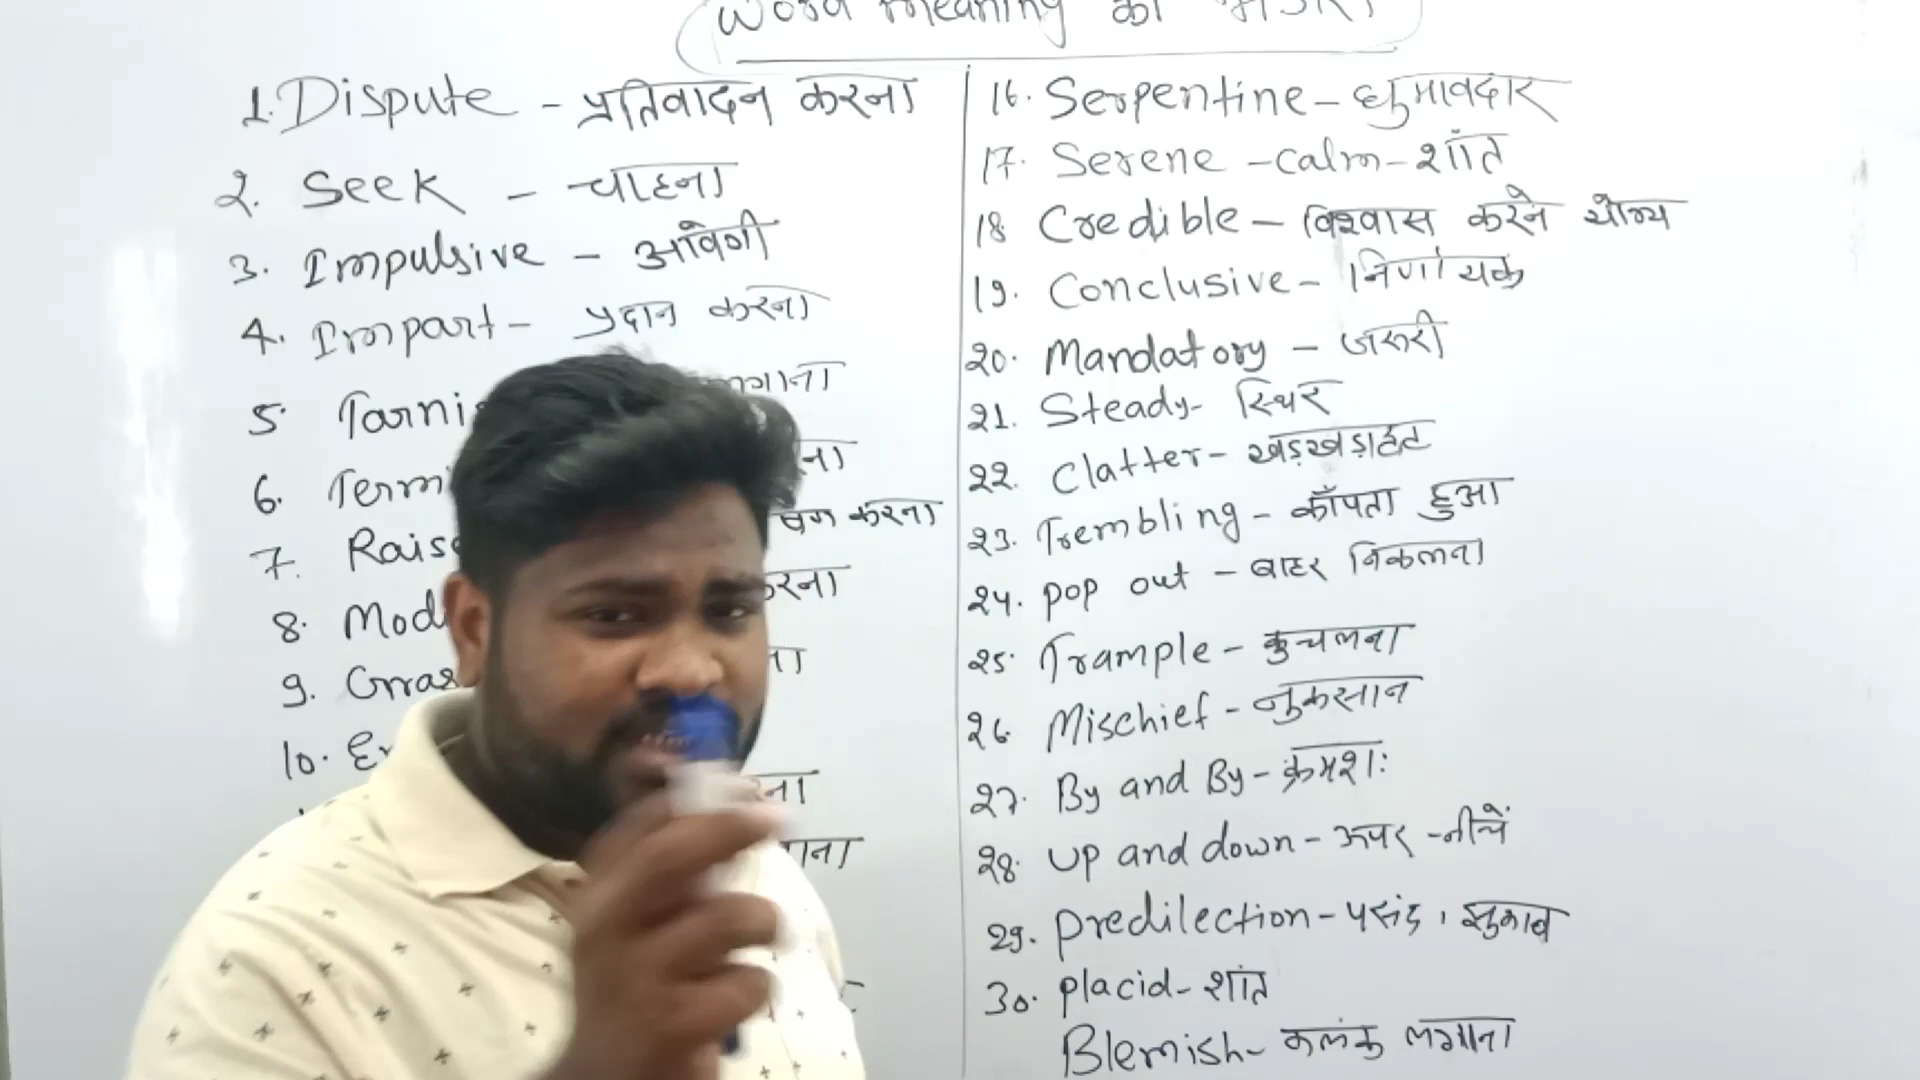 Word meaning का
1. Dispute - प्रतिवादन करना
2. Seek - चाहना
3. Impulsive - आवेगी
4. Impart - प्रदान करना
5. Tarni
6. Termi
7. Raise करना
8. Mod करना
9. Gras
10. En
16. Serpentine - घुमावदार
17. Serene - calm - शांत
18 Credible - विश्वास करने योग्य
19. Conclusive - निर्णायक
20. Mandatory - जरूरी
21. Steady - स्थिर
22. Clatter - खड़खड़ाहट
23. Trembling - काँपता हुआ
24. Pop out - बाहर निकलना
25. Trample - कुचलना
26. Mischief - नुकसान
27. By and By - क्रमश:
28. Up and down - ऊपर - नीचें
29. Predilection - पसंद, झुकाव
30. Placid - शांत
Blemish - कलंक लगाना